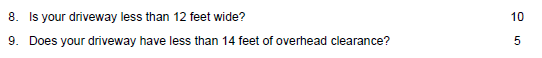 8. Is your driveway less than 12 feet wide? 10
9. Does your driveway have less than 14 feet of overhead clearance? 5